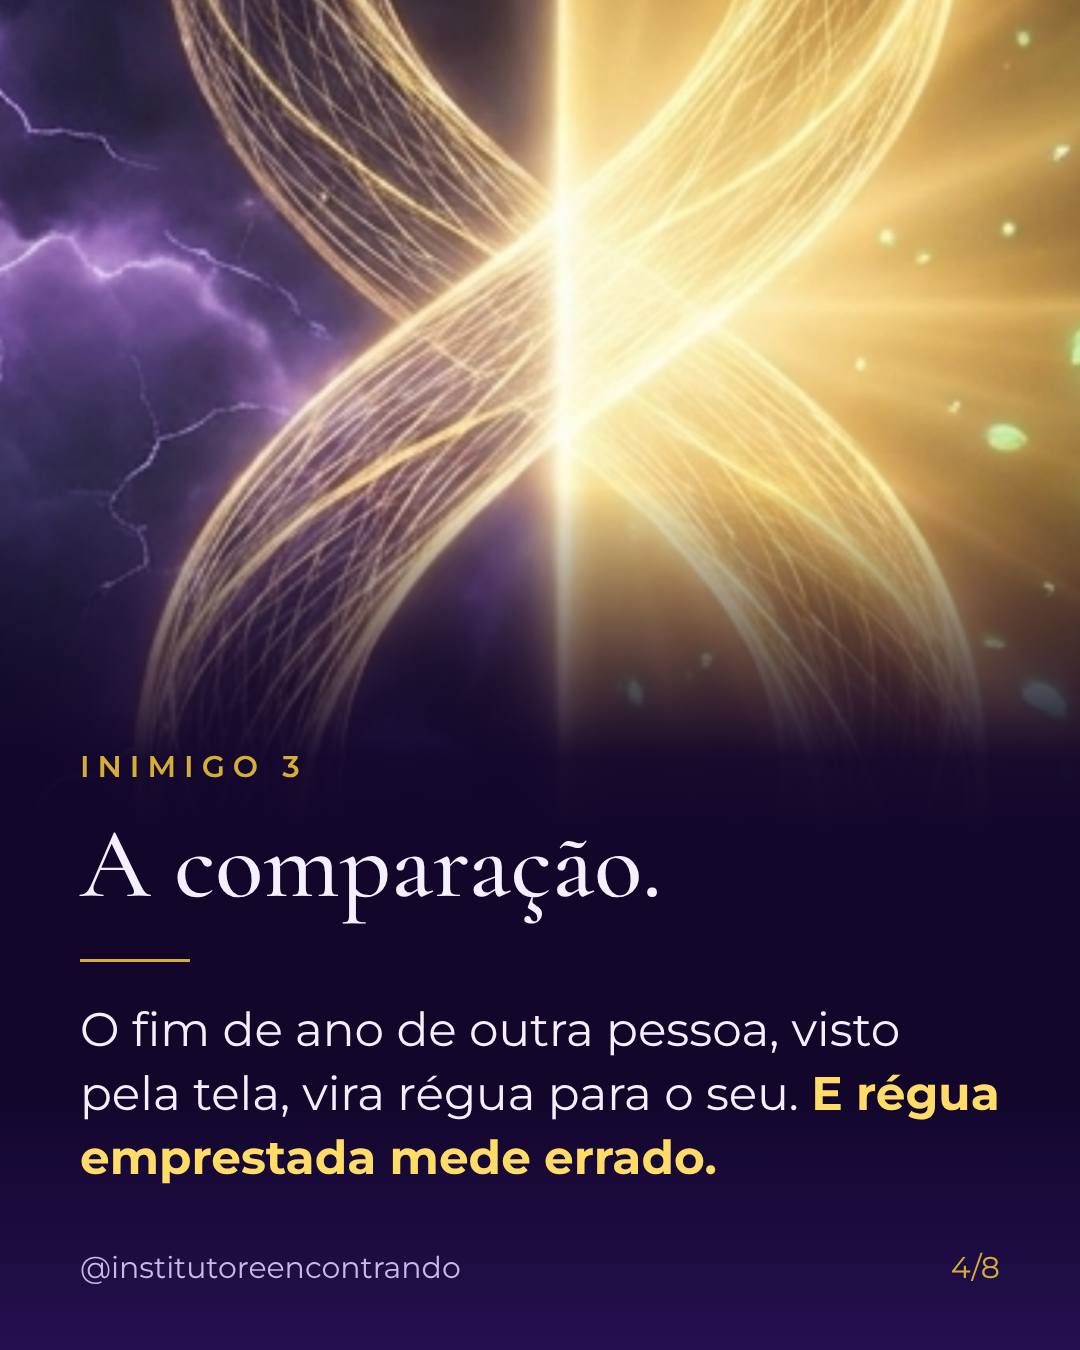 INIMIGO 3
A comparação.
O fim de ano de outra pessoa, visto
pela tela, vira régua para o seu. E régua
emprestada mede errado.
@institutoreencontrando
4/8